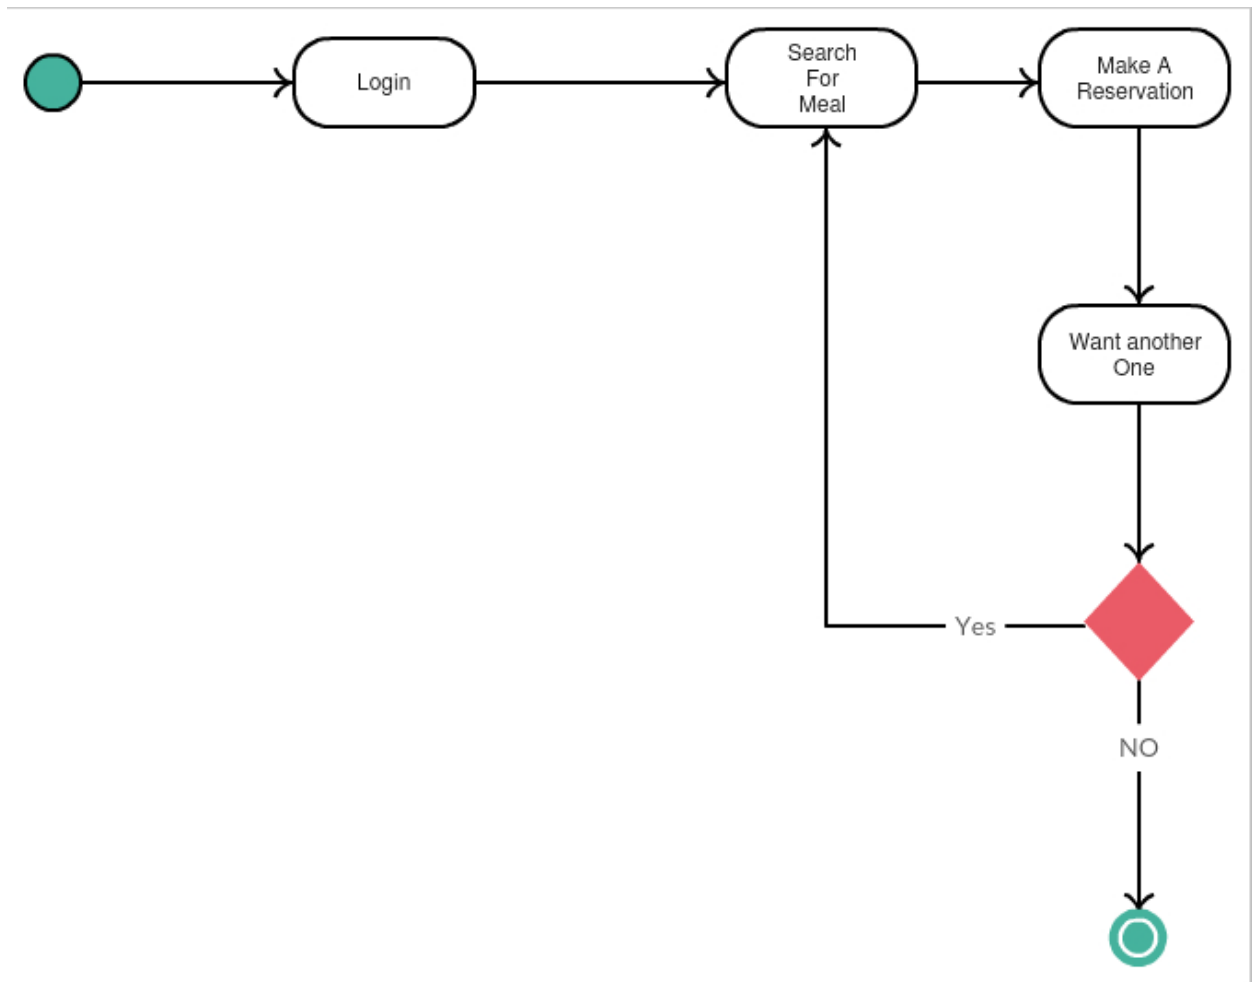 Login
Search
For
Meal
Make A
Reservation
Want another
One
Yes
NO